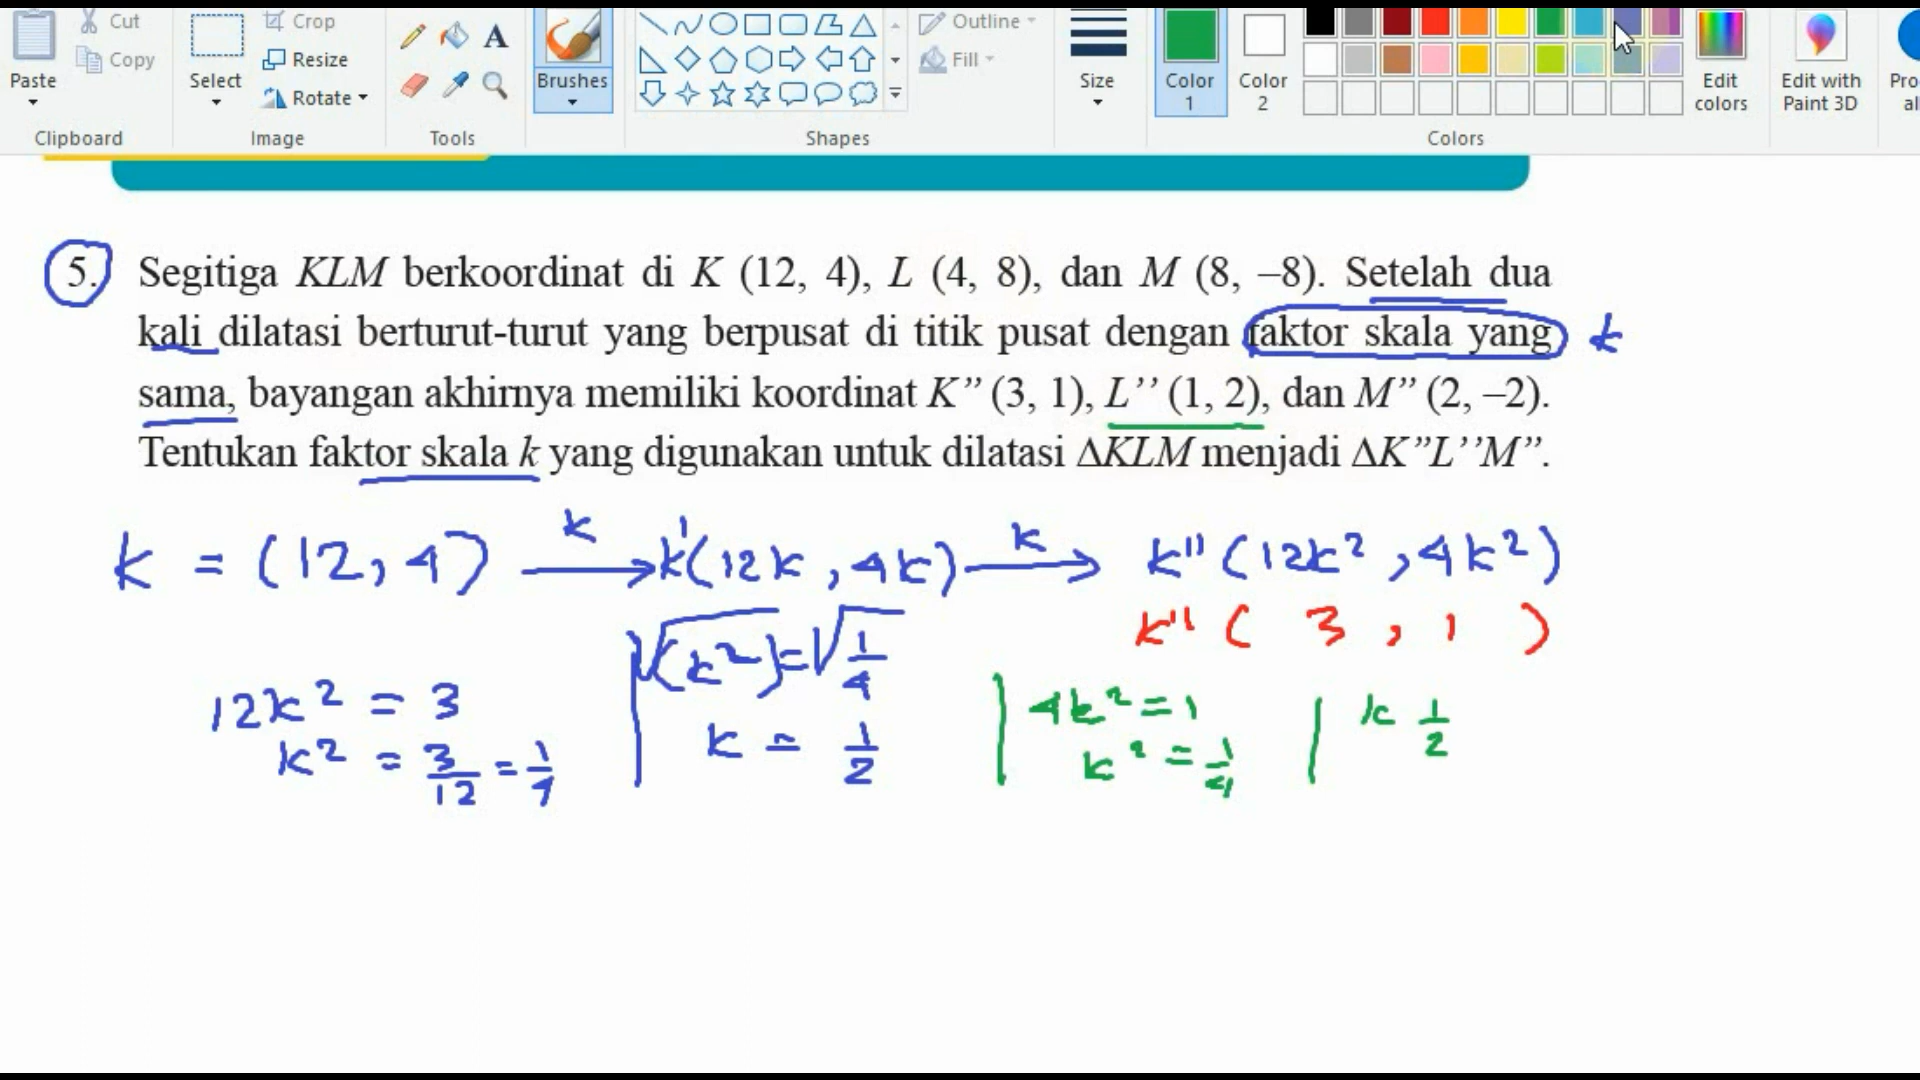 Cut
Crop
Outline
Copy
Resize
Fill
Paste
Select
Rotate
A
Brushes
Size
Color 1
Color 2
Edit colors
Edit with Paint 3D
Clipboard
Image
Tools
Shapes
Colors
5. Segitiga KLM berkoordinat di K (12, 4), L (4, 8), dan M (8, –8). Setelah dua
kali dilatasi berturut-turut yang berpusat di titik pusat dengan faktor skala yang k
sama, bayangan akhirnya memiliki koordinat K” (3, 1), L’’ (1, 2), dan M” (2, –2).
Tentukan faktor skala k yang digunakan untuk dilatasi ∆KLM menjadi ∆K”L’’M”.
k = (12, 4) k → k'(12k, 4k) k → k'' (12k², 4k²)
k'' ( 3 , 1 )
√(k²) = √1/4
12k² = 3
4k² = 1
k 1/2
k² = 3/12 = 1/4
k = 1/2
k² = 1/4